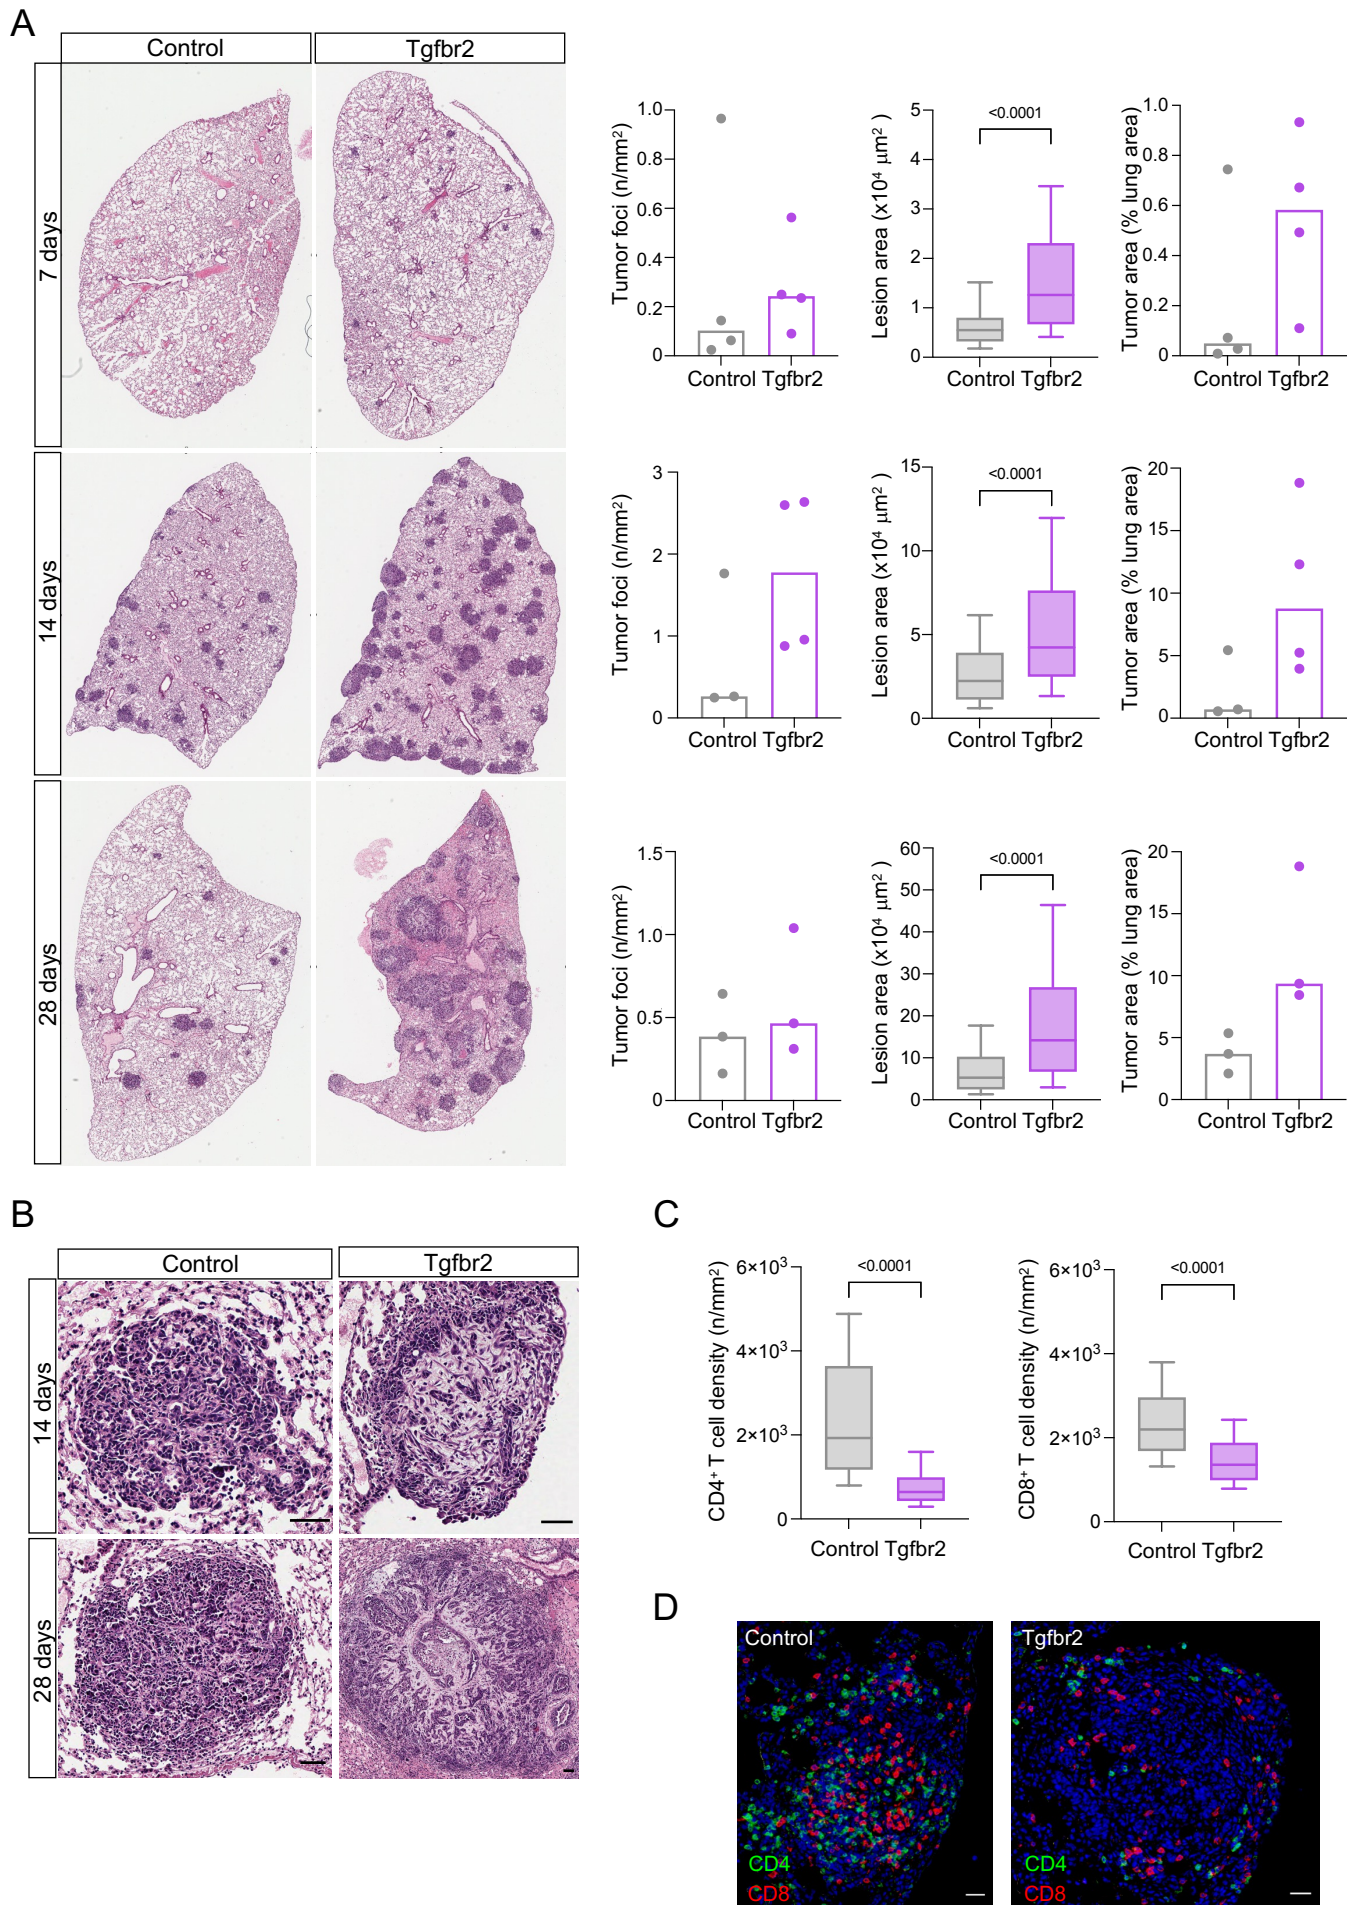 A
Control
Tgfbr2
7 days
14 days
28 days
Tumor foci (n/mm²)
1.0
0.8
0.6
0.4
0.2
0
Control Tgfbr2
Lesion area (x10⁴ µm²)
5
4
3
2
1
0
<0.0001
Control Tgfbr2
Tumor area (% lung area)
1.0
0.8
0.6
0.4
0.2
0
Control Tgfbr2
Tumor foci (n/mm²)
3
2
1
0
Control Tgfbr2
Lesion area (x10⁴ µm²)
15
10
5
0
<0.0001
Control Tgfbr2
Tumor area (% lung area)
20
15
10
5
0
Control Tgfbr2
Tumor foci (n/mm²)
1.5
1.0
0.5
0
Control Tgfbr2
Lesion area (x10⁴ µm²)
60
50
40
30
20
10
0
<0.0001
Control Tgfbr2
Tumor area (% lung area)
20
15
10
5
0
Control Tgfbr2
B
Control
Tgfbr2
14 days
28 days
C
CD4⁺ T cell density (n/mm²)
6×10³
4×10³
2×10³
0
<0.0001
Control Tgfbr2
CD8⁺ T cell density (n/mm²)
6×10³
4×10³
2×10³
0
<0.0001
Control Tgfbr2
D
Control
CD4
CD8
Tgfbr2
CD4
CD8